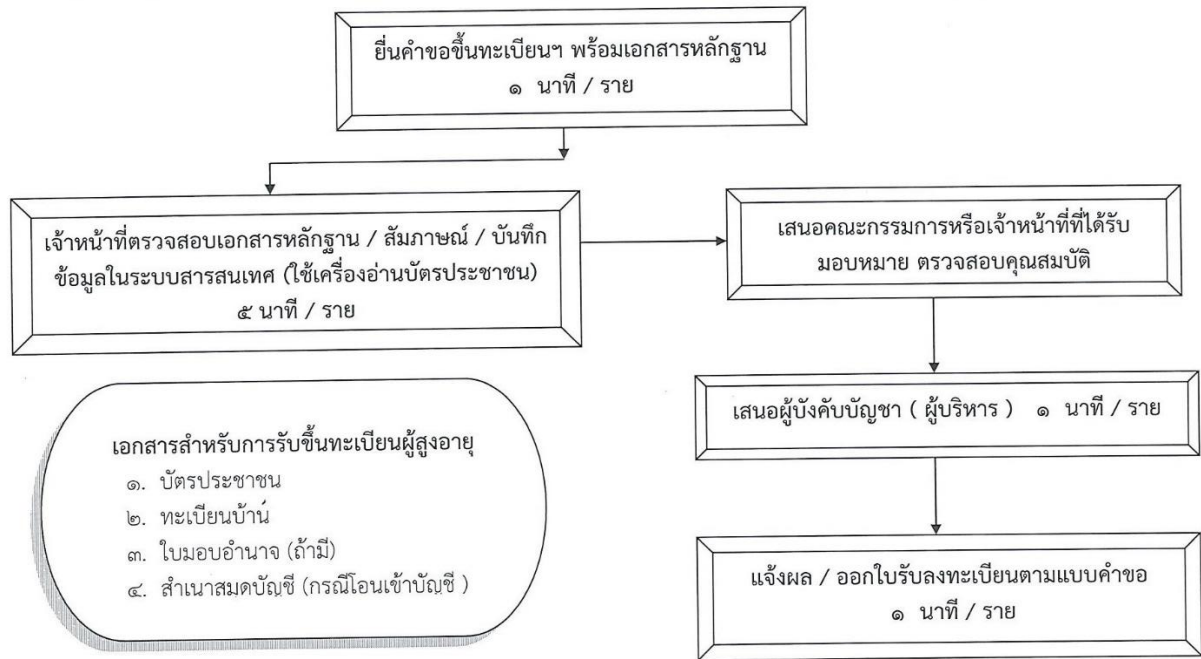 ยื่นคำขอขึ้นทะเบียนฯ พร้อมเอกสารหลักฐาน
๑ นาที / ราย
เจ้าหน้าที่ตรวจสอบเอกสารหลักฐาน / สัมภาษณ์ / บันทึก
ข้อมูลในระบบสารสนเทศ (ใช้เครื่องอ่านบัตรประชาชน)
๕ นาที / ราย
เสนอคณะกรรมการหรือเจ้าหน้าที่ที่ได้รับ
มอบหมาย ตรวจสอบคุณสมบัติ
เสนอผู้บังคับบัญชา ( ผู้บริหาร ) ๑ นาที / ราย
แจ้งผล / ออกใบรับลงทะเบียนตามแบบคำขอ
๑ นาที / ราย
เอกสารสำหรับการรับขึ้นทะเบียนผู้สูงอายุ
๑. บัตรประชาชน
๒. ทะเบียนบ้าน
๓. ใบมอบอำนาจ (ถ้ามี)
๔. สำเนาสมุดบัญชี (กรณีโอนเข้าบัญชี )